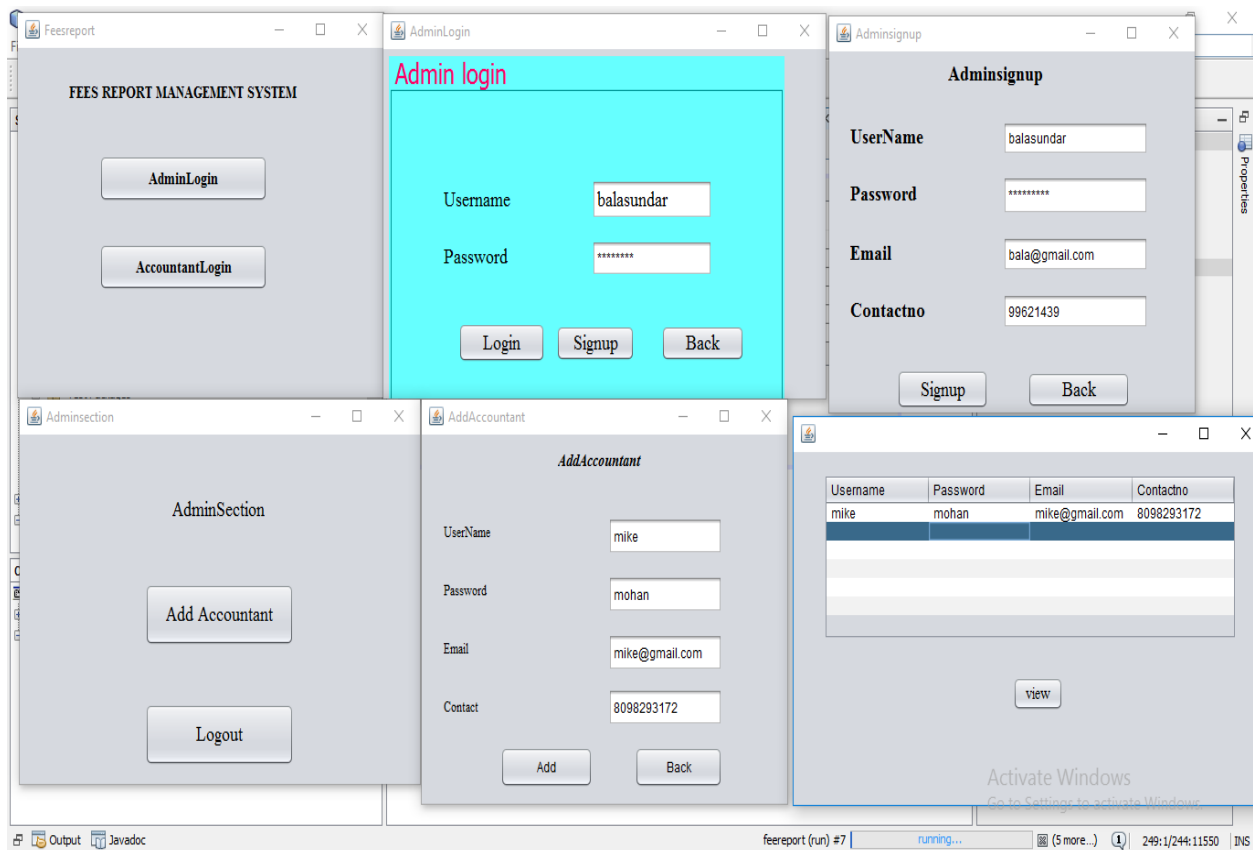 Feesreport
FEES REPORT MANAGEMENT SYSTEM
AdminLogin
AccountantLogin
AdminLogin
Admin login
Username balasundar
Password ********
Login Signup Back
Adminsignup
Adminsignup
UserName balasundar
Password *********
Email bala@gmail.com
Contactno 99621439
Signup Back
Properties
Adminsection
AdminSection
Add Accountant
Logout
AddAccountant
AddAccountant
UserName mike
Password mohan
Email mike@gmail.com
Contact 8098293172
Add Back
Username Password Email Contactno
mike mohan mike@gmail.com 8098293172
view
Activate Windows
Go to Settings to activate Windows.
Output Javadoc feereport (run) #7 running... (5 more...) 1 249:1/244:11550 INS